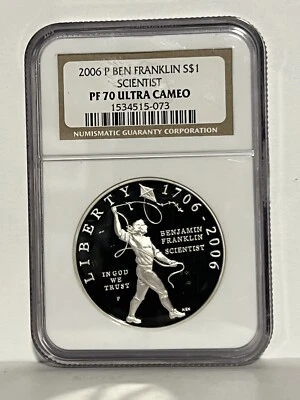 2006 P BEN FRANKLIN S$1
SCIENTIST
PF 70 ULTRA CAMEO
1534515-073
NUMISMATIC GUARANTY CORPORATION
LIBERTY 1706-2006
BENJAMIN
FRANKLIN
SCIENTIST
IN GOD
WE
TRUST
P